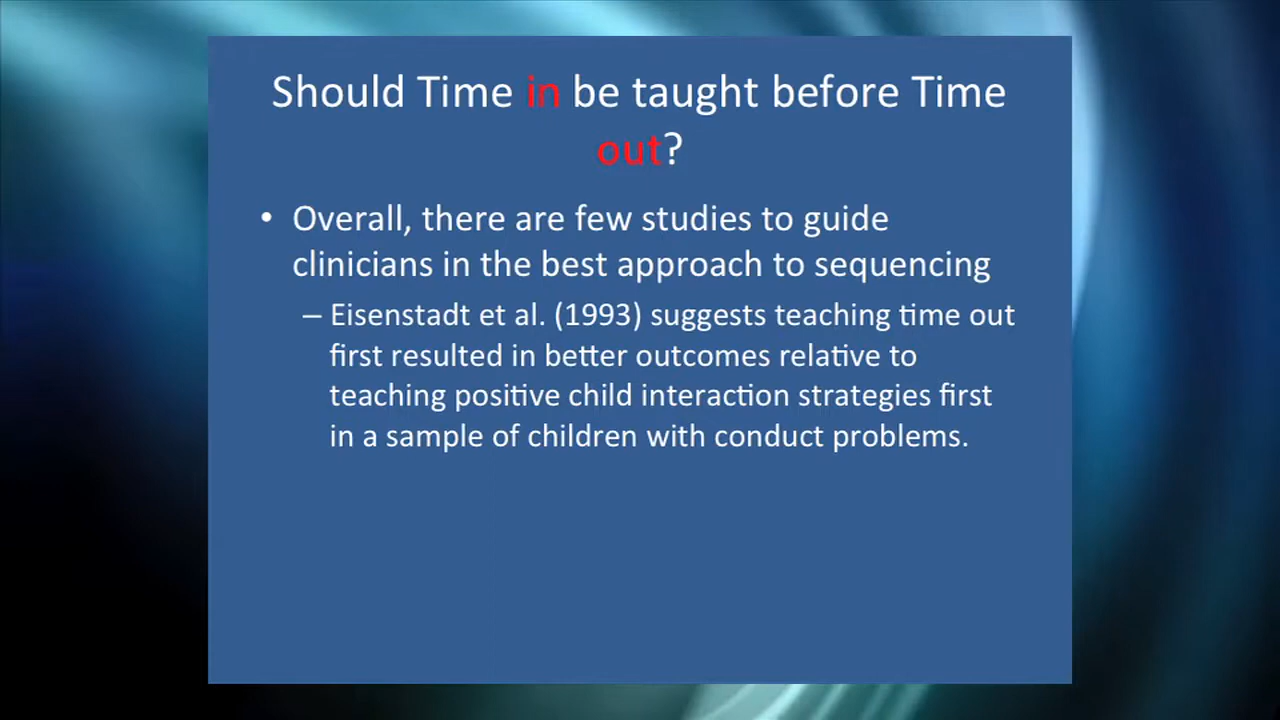 Should Time in be taught before Time
out?
• Overall, there are few studies to guide
clinicians in the best approach to sequencing
– Eisenstadt et al. (1993) suggests teaching time out
first resulted in better outcomes relative to
teaching positive child interaction strategies first
in a sample of children with conduct problems.